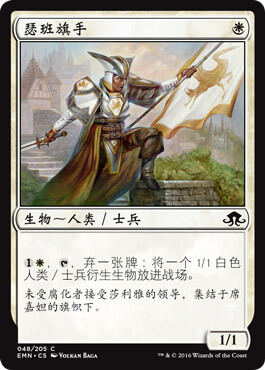 瑟班旗手
生物~人类 / 士兵
1，，弃一张牌：将一个 1/1 白色
人类 / 士兵衍生生物放进战场。
未受腐化者接受莎利雅的领导，集结于席
嘉妲的旗帜下。
1/1
048/205 C
EMN • CS VOLKAN BAGA
™ & © 2016 Wizards of the Coast